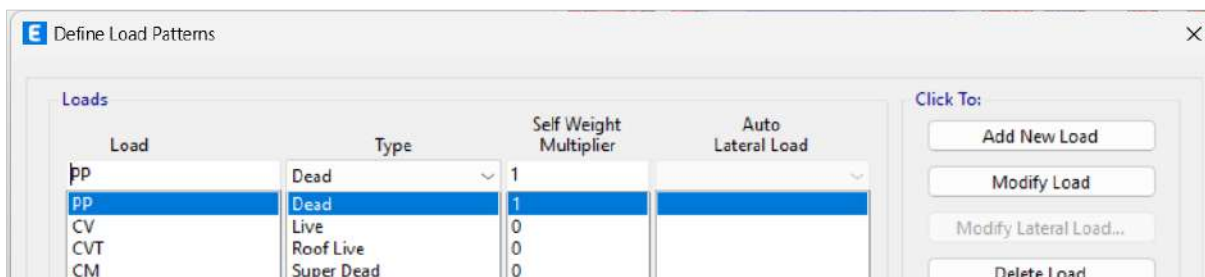 E Define Load Patterns
Loads
Click To:
Load Type Self Weight Multiplier Auto Lateral Load
PP Dead 1
PP Dead 1
CV Live 0
CVT Roof Live 0
CM Super Dead 0
Add New Load
Modify Load
Modify Lateral Load...
Delete Load